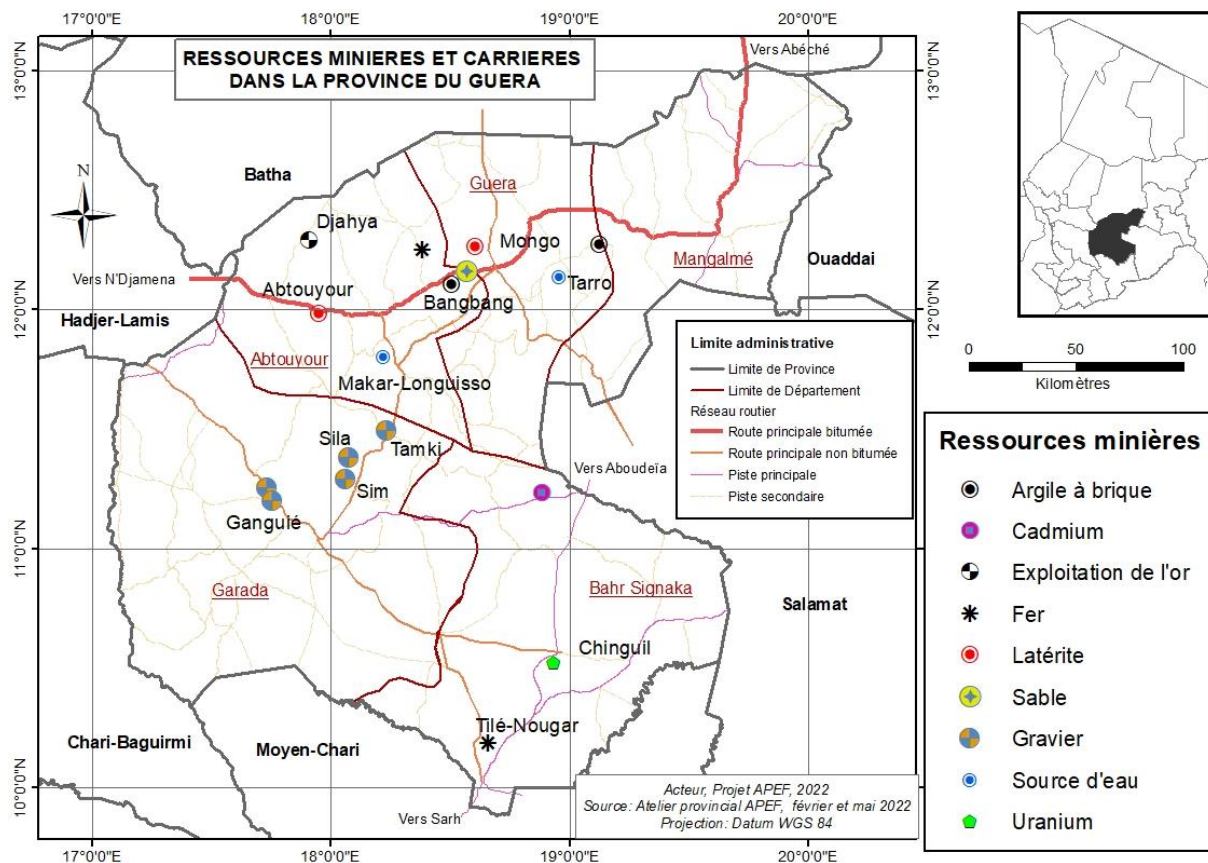 17°0'0"E
18°0'0"E
19°0'0"E
20°0'0"E
RESSOURCES MINIERES ET CARRIERES
DANS LA PROVINCE DU GUERA
Vers Abéché
13°0'0"N
13°0'0"N
N
Batha
Guera
Djahya
Mongo
Mangalmé
Ouaddai
Vers N'Djamena
Abtouyour
Bangbang
Tarro
12°0'0"N
12°0'0"N
Hadjer-Lamis
Abtouyour
Makar-Longuisso
Limite administrative
Limite de Province
Limite de Département
Réseau routier
Route principale bitumée
Route principale non bitumée
Piste principale
Piste secondaire
0 50 100
Kilomètres
Sila
Tamki
Sim
Ganguié
Vers Aboudeïa
11°0'0"N
11°0'0"N
Garada
Bahr Signaka
Salamat
Chinguil
Tilé-Nougar
Chari-Baguirmi
Moyen-Chari
10°0'0"N
10°0'0"N
Vers Sarh
Acteur, Projet APEF, 2022
Source: Atelier provincial APEF, février et mai 2022
Projection: Datum WGS 84
17°0'0"E
18°0'0"E
19°0'0"E
20°0'0"E
Ressources minières
Argile à brique
Cadmium
Exploitation de l'or
Fer
Latérite
Sable
Gravier
Source d'eau
Uranium